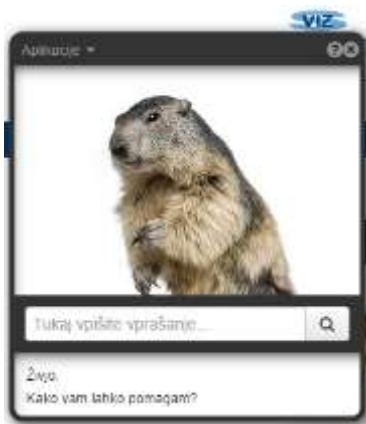 VIZ
Aplikacije
Tukaj vpišite vprašanje...
Živjo,
Kako vam lahko pomagam?